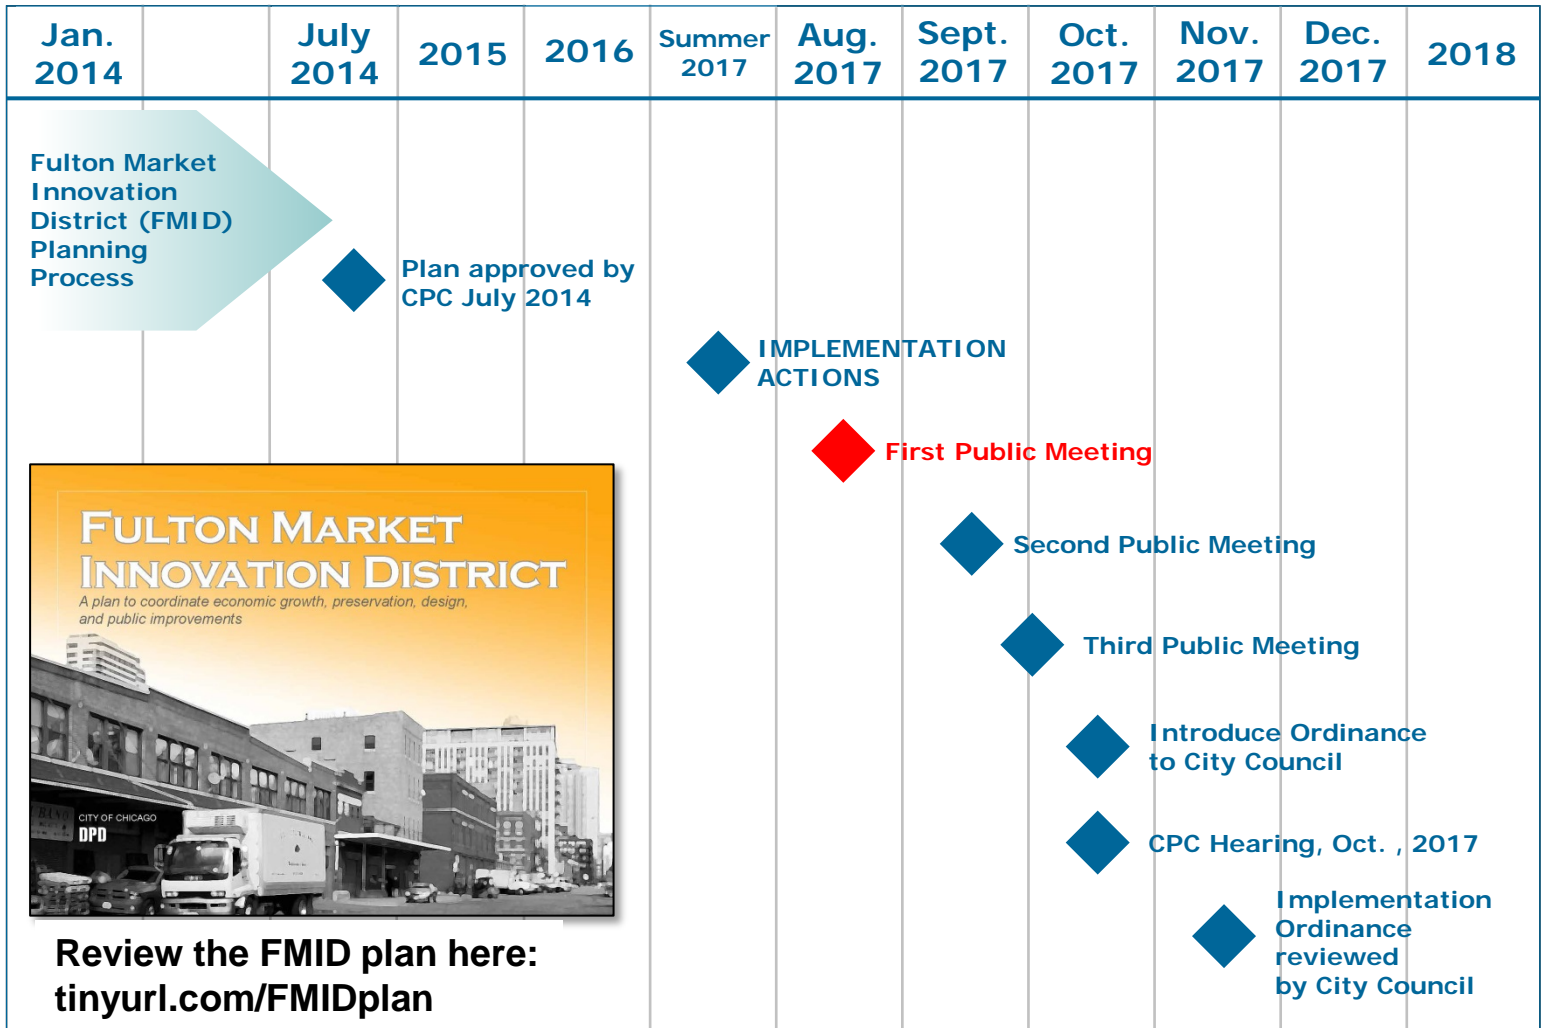 Jan. 2014
July 2014
2015
2016
Summer 2017
Aug. 2017
Sept. 2017
Oct. 2017
Nov. 2017
Dec. 2017
2018
Fulton Market
Innovation
District (FMID)
Planning
Process
Plan approved by
CPC July 2014
IMPLEMENTATION
ACTIONS
First Public Meeting
Second Public Meeting
Third Public Meeting
Introduce Ordinance
to City Council
CPC Hearing, Oct. , 2017
Implementation
Ordinance
reviewed
by City Council
FULTON MARKET
INNOVATION DISTRICT
A plan to coordinate economic growth, preservation, design,
and public improvements
CITY OF CHICAGO
DPD
Review the FMID plan here:
tinyurl.com/FMIDplan